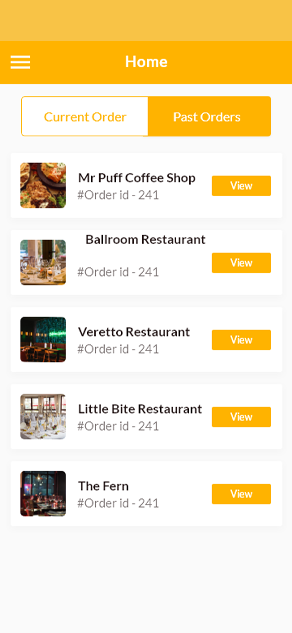 Home
Current Order
Past Orders
Mr Puff Coffee Shop
#Order id - 241
View
Ballroom Restaurant
#Order id - 241
View
Veretto Restaurant
#Order id - 241
View
Little Bite Restaurant
#Order id - 241
View
The Fern
#Order id - 241
View